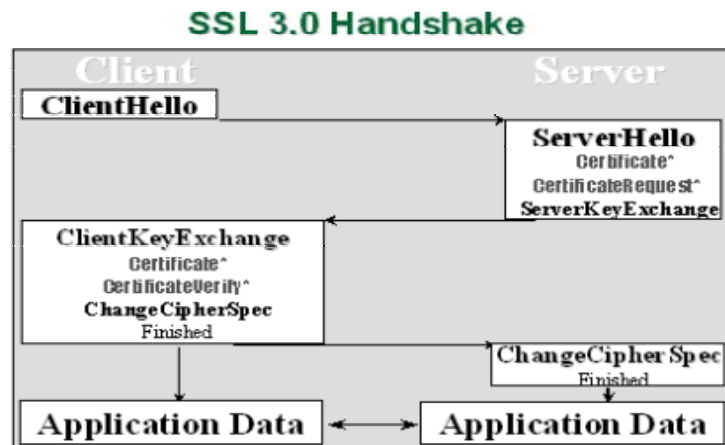 SSL 3.0 Handshake
Client
Server
ClientHello
ServerHello
Certificate*
CertificateRequest*
ServerKeyExchange
ClientKeyExchange
Certificate*
CertificateVerify*
ChangeCipherSpec
Finished
ChangeCipherSpec
Finished
Application Data
Application Data